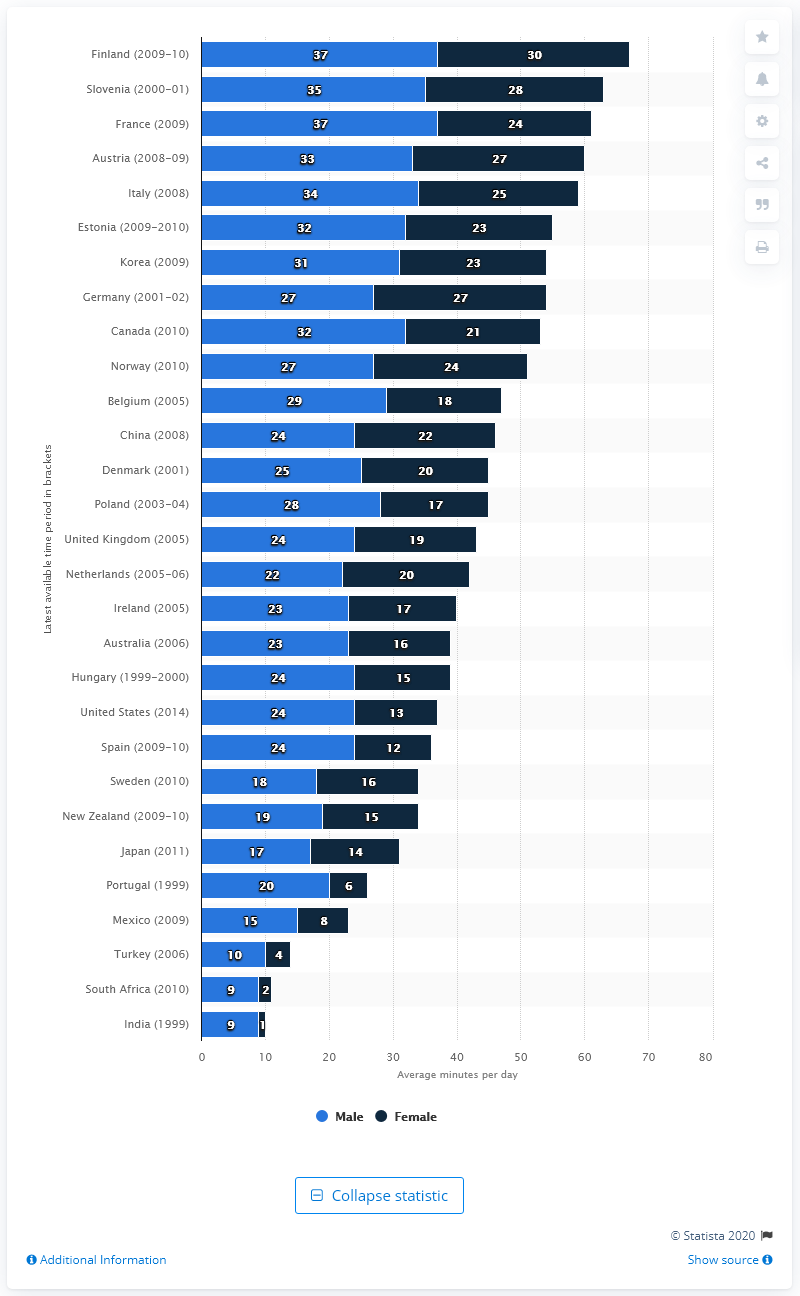 Finland (2009-10) 37 30
Slovenia (2000-01) 35 28
France (2009) 37 24
Austria (2008-09) 33 27
Italy (2008) 34 25
Estonia (2009-2010) 32 23
Korea (2009) 31 23
Germany (2001-02) 27 27
Canada (2010) 32 21
Norway (2010) 27 24
Belgium (2005) 29 18
China (2008) 24 22
Denmark (2001) 25 20
Poland (2003-04) 28 17
United Kingdom (2005) 24 19
Netherlands (2005-06) 22 20
Ireland (2005) 23 17
Australia (2006) 23 16
Hungary (1999-2000) 24 15
United States (2014) 24 13
Spain (2009-10) 24 12
Sweden (2010) 18 16
New Zealand (2009-10) 19 15
Japan (2011) 17 14
Portugal (1999) 20 6
Mexico (2009) 15 8
Turkey (2006) 10 4
South Africa (2010) 9 2
India (1999) 9 1
Latest available time period in brackets
0 10 20 30 40 50 60 70 80
Average minutes per day
Male Female
Collapse statistic
© Statista 2020
Additional Information Show source